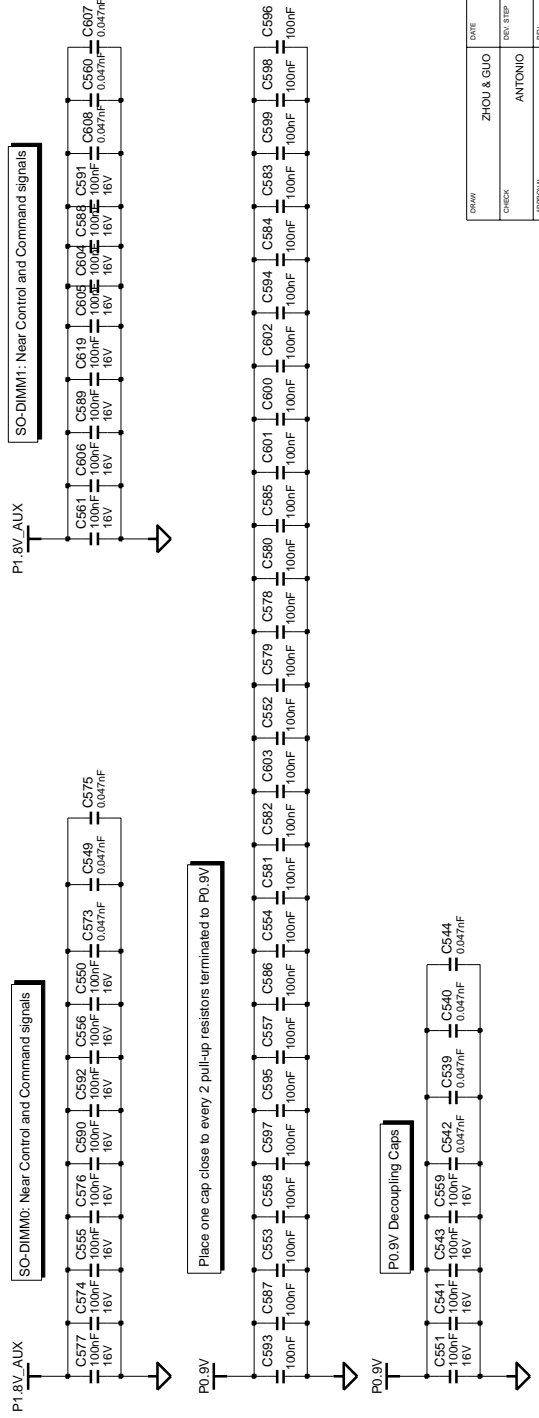 SO-DIMM0: Near Control and Command signals
P1.8V_AUX
C577 C574 C555 C576 C590 C592 C556 C550 C573 C549 C575
100nF 100nF 100nF 100nF 100nF 100nF 100nF 100nF 0.047nF 0.047nF 0.047nF
16V 16V 16V 16V 16V 16V 16V 16V
SO-DIMM1: Near Control and Command signals
P1.8V_AUX
C561 C606 C589 C619 C605 C604 C588 C591 C608 C560 C607
100nF 100nF 100nF 100nF 100nF 100nF 100nF 100nF 0.047nF 0.047nF 0.047nF
16V 16V 16V 16V 16V 16V 16V 16V
Place one cap close to every 2 pull-up resistors terminated to P0.9V
P0.9V
C593 C587 C553 C558 C597 C595 C557 C586 C554 C581 C582 C603 C552 C579 C578 C580 C585 C601 C600 C602 C594 C584 C583 C599 C598 C596
100nF 100nF 100nF 100nF 100nF 100nF 100nF 100nF 100nF 100nF 100nF 100nF 100nF 100nF 100nF 100nF 100nF 100nF 100nF 100nF 100nF 100nF 100nF 100nF 100nF 100nF
P0.9V Decoupling Caps
P0.9V
C551 C541 C543 C559 C542 C539 C540 C544
100nF 100nF 100nF 100nF 0.047nF 0.047nF 0.047nF 0.047nF
16V 16V 16V 16V
DRAW ZHOU & GUO DATE
CHECK ANTONIO DEV. STEP